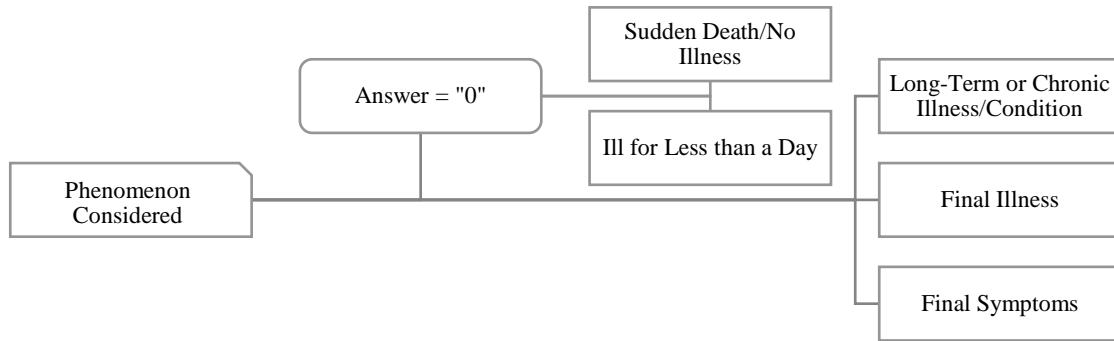 Sudden Death/No
Illness
Answer = "0"
Long-Term or Chronic
Illness/Condition
Ill for Less than a Day
Phenomenon
Considered
Final Illness
Final Symptoms